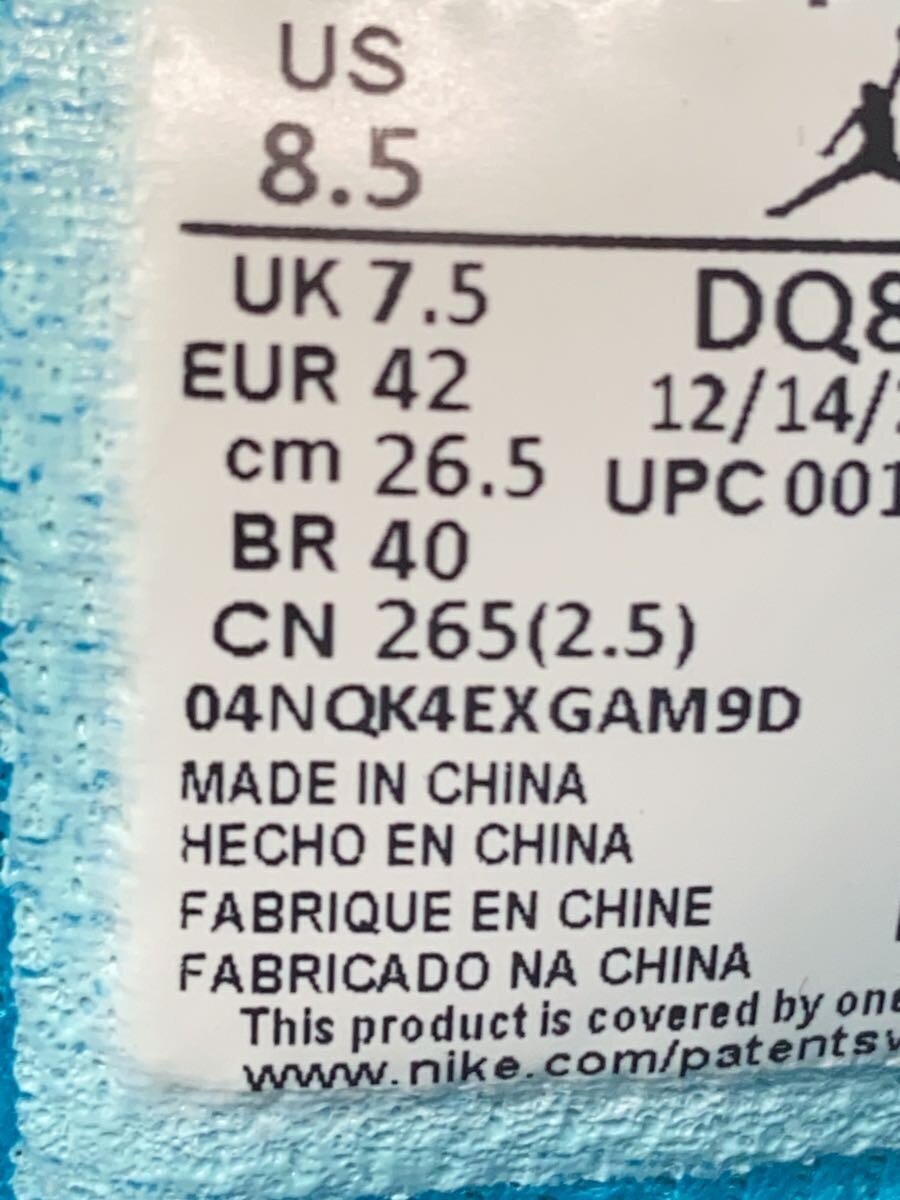 US
8.5
UK 7.5
DQ8
EUR 42
12/14/
cm 26.5
UPC 001
BR 40
CN 265(2.5)
04NQK4EXGAM9D
MADE IN CHINA
HECHO EN CHINA
FABRIQUE EN CHINE
FABRICADO NA CHINA
This product is covered by one
www.nike.com/patents